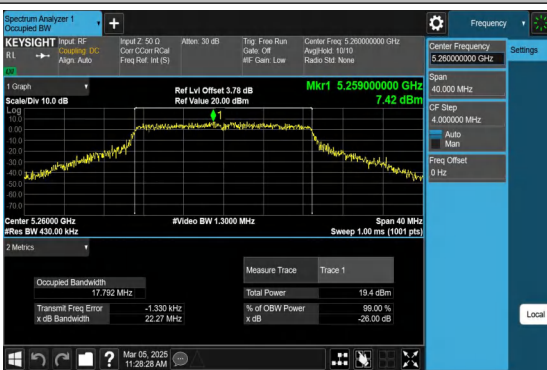 Spectrum Analyzer 1
Occupied BW
Frequency
KEYSIGHT
R L
Input: RF
Coupling: DC
Align: Auto
Input Z: 50 Ω
Corr CCorr RCal
Freq Ref: Int (S)
Atten: 30 dB
Trig: Free Run
Gate: Off
#IF Gain: Low
Center Freq: 5.260000000 GHz
Avg|Hold: 10/10
Radio Std: None
Center Frequency
5.260000000 GHz
Settings
Span
40.000 MHz
CF Step
4.000000 MHz
Auto
Man
Freq Offset
0 Hz
Local
1 Graph
Scale/Div 10.0 dB
Ref Lvl Offset 3.78 dB
Ref Value 20.00 dBm
Mkr1 5.259000000 GHz
7.42 dBm
Log
10.0
0.00
-10.0
-20.0
-30.0
-40.0
-50.0
-60.0
-70.0
1
Center 5.26000 GHz
#Res BW 430.00 kHz
#Video BW 1.3000 MHz
Span 40 MHz
Sweep 1.00 ms (1001 pts)
2 Metrics
Measure Trace Trace 1
Occupied Bandwidth
17.792 MHz
Total Power 19.4 dBm
Transmit Freq Error -1.330 kHz
% of OBW Power 99.00 %
x dB Bandwidth 22.27 MHz
x dB -26.00 dB
Mar 05, 2025
11:28:28 AM